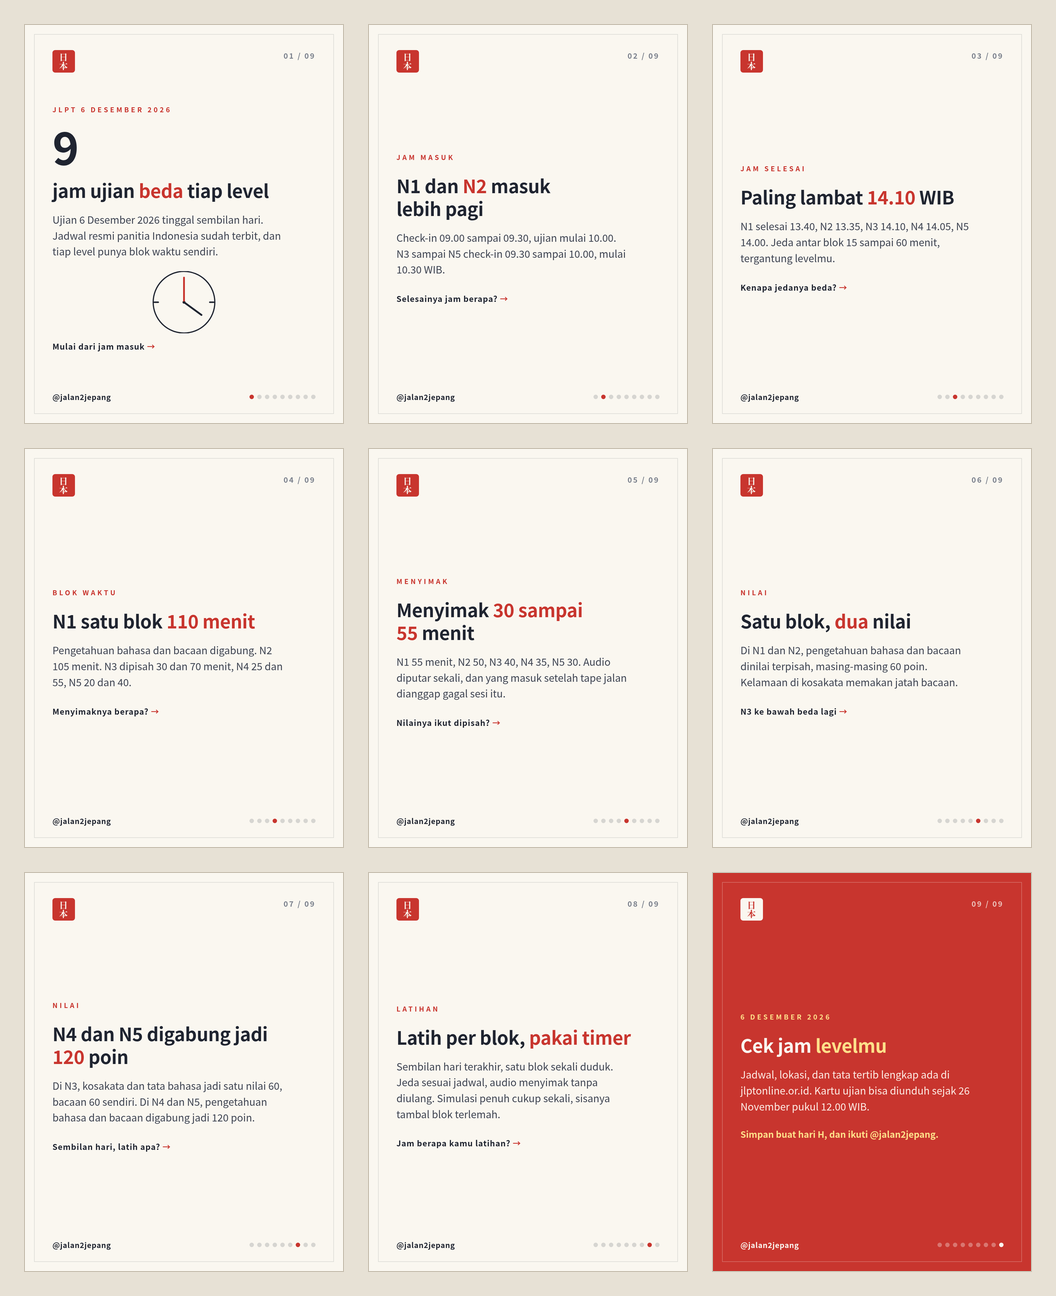 日本
01 / 09
JLPT 6 DESEMBER 2026
9
jam ujian beda tiap level
Ujian 6 Desember 2026 tinggal sembilan hari.
Jadwal resmi panitia Indonesia sudah terbit, dan
tiap level punya blok waktu sendiri.
Mulai dari jam masuk →
@jalan2jepang
日本
02 / 09
JAM MASUK
N1 dan N2 masuk
lebih pagi
Check-in 09.00 sampai 09.30, ujian mulai 10.00.
N3 sampai N5 check-in 09.30 sampai 10.00, mulai
10.30 WIB.
Selesainya jam berapa? →
@jalan2jepang
日本
03 / 09
JAM SELESAI
Paling lambat 14.10 WIB
N1 selesai 13.40, N2 13.35, N3 14.10, N4 14.05, N5
14.00. Jeda antar blok 15 sampai 60 menit,
tergantung levelmu.
Kenapa jedanya beda? →
@jalan2jepang
日本
04 / 09
BLOK WAKTU
N1 satu blok 110 menit
Pengetahuan bahasa dan bacaan digabung. N2
105 menit. N3 dipisah 30 dan 70 menit, N4 25 dan
55, N5 20 dan 40.
Menyimaknya berapa? →
@jalan2jepang
日本
05 / 09
MENYIMAK
Menyimak 30 sampai
55 menit
N1 55 menit, N2 50, N3 40, N4 35, N5 30. Audio
diputar sekali, dan yang masuk setelah tape jalan
dianggap gagal sesi itu.
Nilainya ikut dipisah? →
@jalan2jepang
日本
06 / 09
NILAI
Satu blok, dua nilai
Di N1 dan N2, pengetahuan bahasa dan bacaan
dinilai terpisah, masing-masing 60 poin.
Kelamaan di kosakata memakan jatah bacaan.
N3 ke bawah beda lagi →
@jalan2jepang
日本
07 / 09
NILAI
N4 dan N5 digabung jadi
120 poin
Di N3, kosakata dan tata bahasa jadi satu nilai 60,
bacaan 60 sendiri. Di N4 dan N5, pengetahuan
bahasa dan bacaan digabung jadi 120 poin.
Sembilan hari, latih apa? →
@jalan2jepang
日本
08 / 09
LATIHAN
Latih per blok, pakai timer
Sembilan hari terakhir, satu blok sekali duduk.
Jeda sesuai jadwal, audio menyimak tanpa
diulang. Simulasi penuh cukup sekali, sisanya
tambal blok terlemah.
Jam berapa kamu latihan? →
@jalan2jepang
日本
09 / 09
6 DESEMBER 2026
Cek jam levelmu
Jadwal, lokasi, dan tata tertib lengkap ada di
jlptonline.or.id. Kartu ujian bisa diunduh sejak 26
November pukul 12.00 WIB.
Simpan buat hari H, dan ikuti @jalan2jepang.
@jalan2jepang